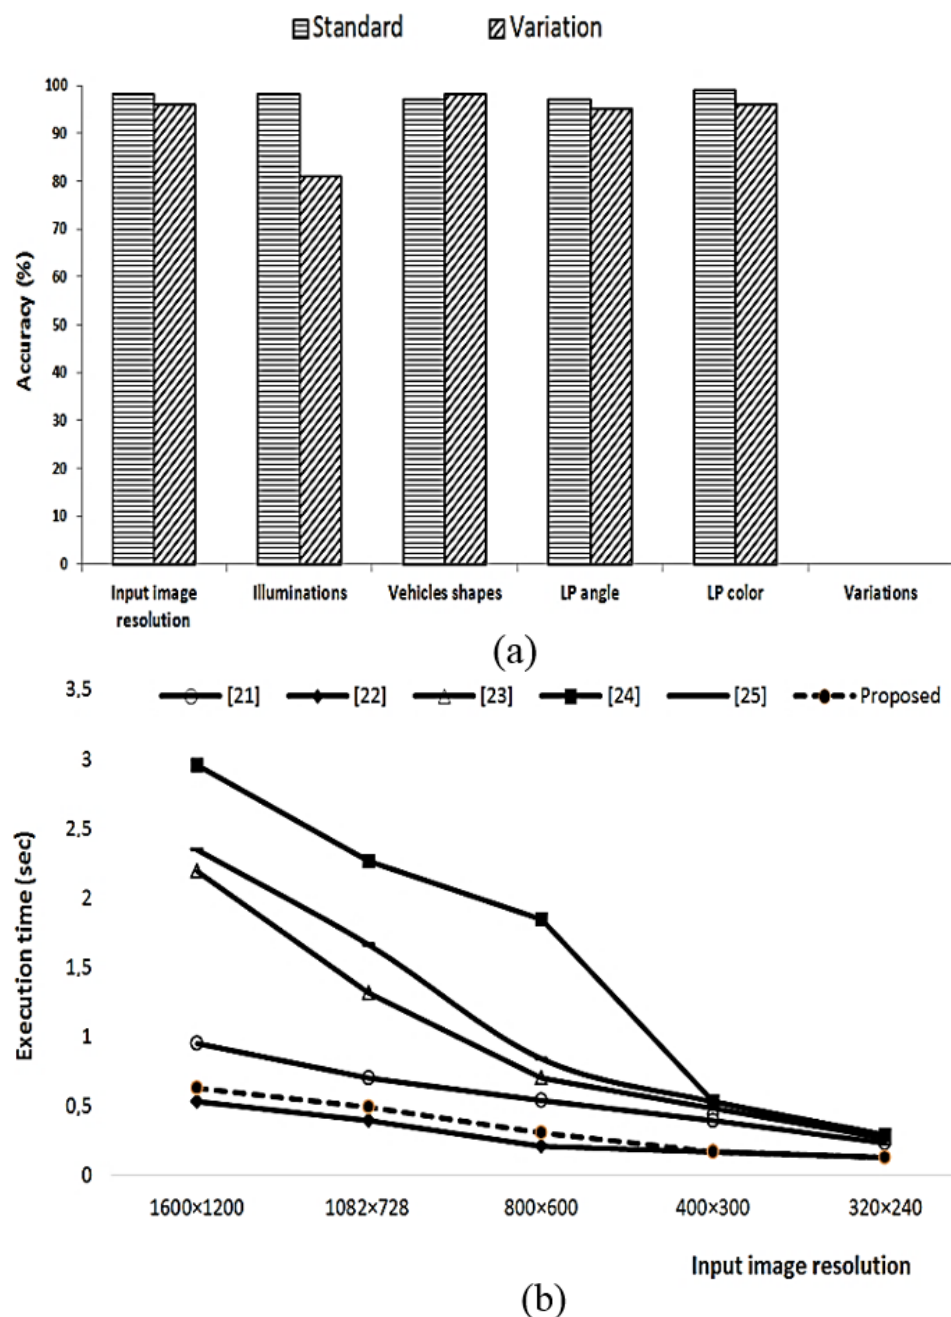 Standard Variation
100
90
80
70
60
50
40
30
20
10
0
Accuracy (%)
Input image resolution
Illuminations
Vehicles shapes
LP angle
LP color
Variations
(a)
3,5
[21] [22] [23] [24] [25] Proposed
3
2,5
2
1,5
1
0,5
0
Execution time (sec)
1600×1200 1082×728 800×600 400×300 320×240
Input image resolution
(b)